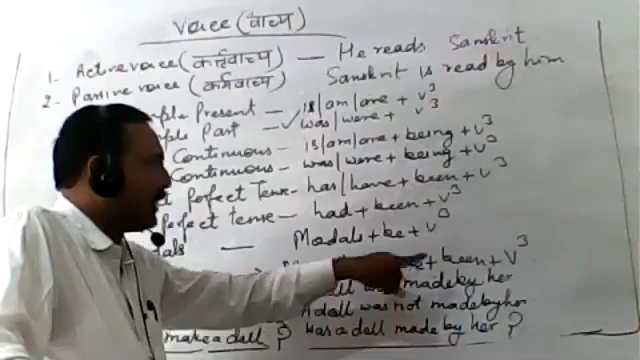 Voice (वाच्य)
1- Active voice (कर्तृवाच्य) — He reads Sanskrit
2- Passive voice (कर्मवाच्य) Sanskrit is read by him
Present — is/am/are + V3
Past — ✓ was/were + V3
Continuous — is/am/are + being + V3
Continuous — was/were + being + V3
Perfect Tense - has/have + been + V3
Perfect tense - had + been + V3
— Modals + be + V3
+ been + V3
made by her
A doll was not made by her
make a doll ? Was a doll made by her ?